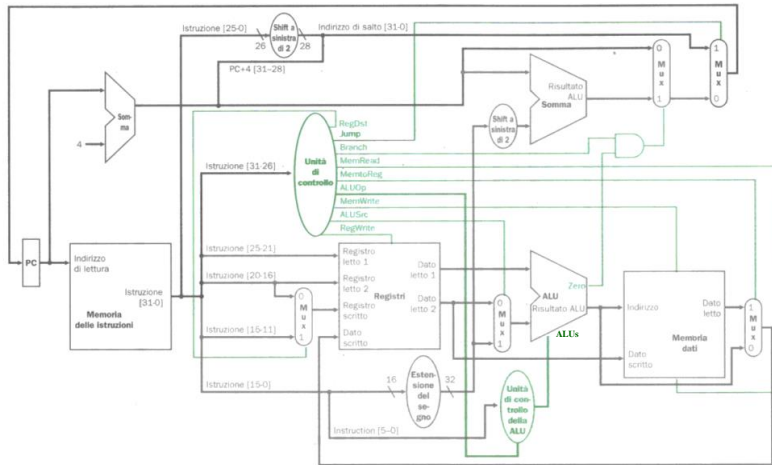 Istruzione [25-0]
26
Shift a
sinistra
di 2
28
Indirizzo di salto [31-0]
PC+4 [31–28]
4
Som-
ma
Shift a
sinistra
di 2
Risultato
ALU
Somma
0
Mux
1
1
Mux
0
RegDst
Jump
Branch
MemRead
MemtoReg
ALUOp
MemWrite
ALUSrc
RegWrite
Unità
di
controllo
Istruzione [31-26]
PC
Indirizzo
di lettura
Istruzione
[31-0]
Memoria
delle istruzioni
Istruzione [25-21]
Istruzione [20-16]
Istruzione [15-11]
0
Mux
1
Registro
letto 1
Registro
letto 2
Registro
scritto
Dato
scritto
Registri
Dato
letto 1
Dato
letto 2
0
Mux
1
Zero
ALU
Risultato ALU
ALUs
Indirizzo
Dato
letto
Memoria
dati
Dato
scritto
1
Mux
0
Istruzione [15-0]
16
Estensione
del
segno
32
Unità
di con-
trollo
della
ALU
Instruction [5–0]